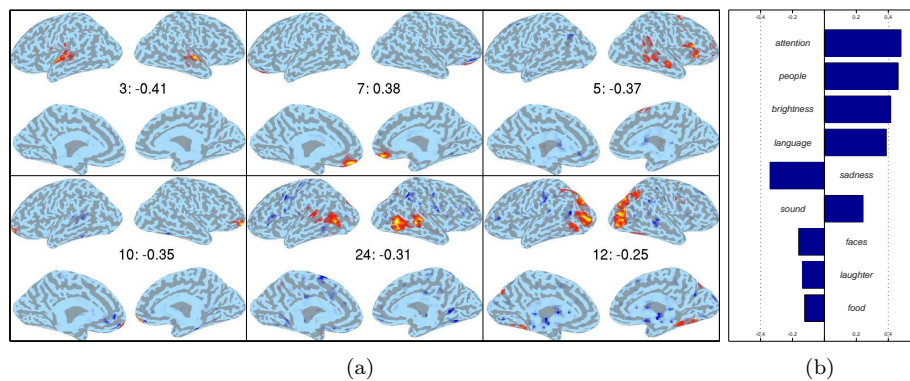 3: -0.41
7: 0.38
5: -0.37
10: -0.35
24: -0.31
12: -0.25
(a)
-0.4 -0.2 0.2 0.4
attention
people
brightness
language
sadness
sound
faces
laughter
food
-0.4 -0.2 0.2 0.4
(b)